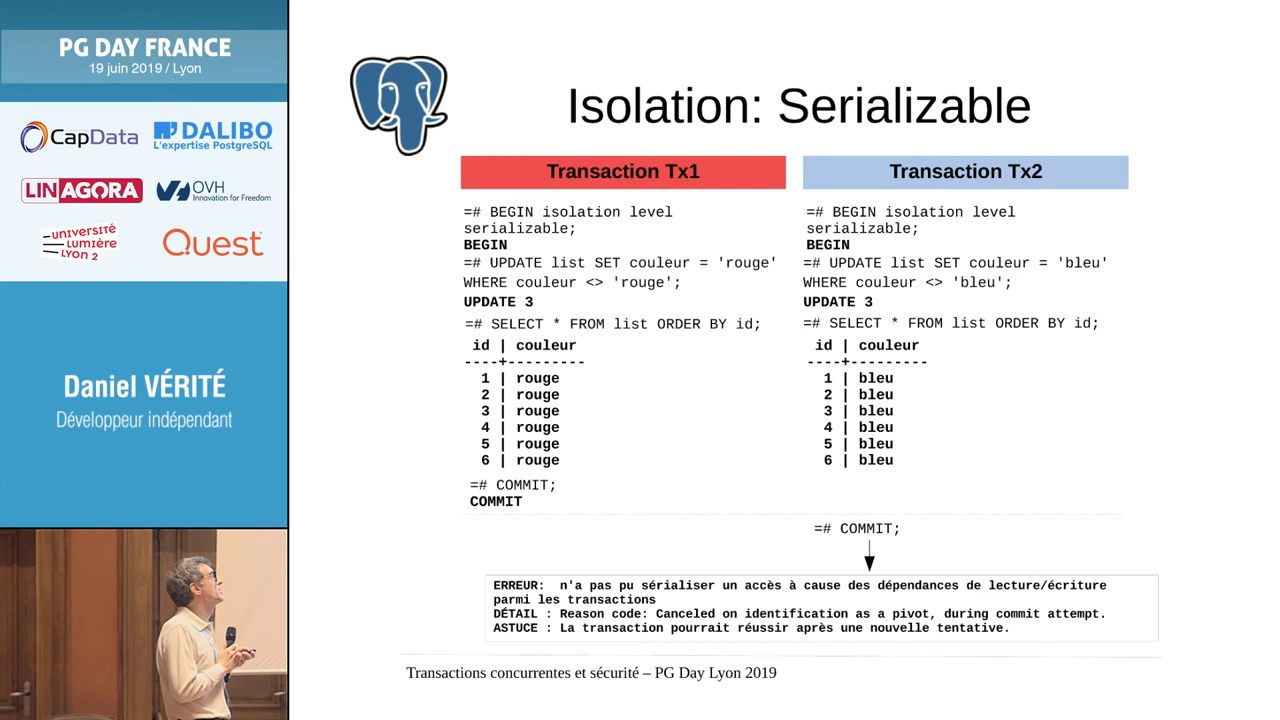 PG DAY FRANCE
19 juin 2019 / Lyon
CapData
DALIBO
L'expertise PostgreSQL
LINAGORA
OVH
Innovation for Freedom
UNIVERSITÉ
LUMIÈRE
LYON 2
Quest
Daniel VÉRITÉ
Développeur indépendant
Isolation: Serializable
Transaction Tx1
=# BEGIN isolation level
serializable;
BEGIN
=# UPDATE list SET couleur = 'rouge'
WHERE couleur <> 'rouge';
UPDATE 3
=# SELECT * FROM list ORDER BY id;
id | couleur
----+---------
1 | rouge
2 | rouge
3 | rouge
4 | rouge
5 | rouge
6 | rouge
=# COMMIT;
COMMIT
Transaction Tx2
=# BEGIN isolation level
serializable;
BEGIN
=# UPDATE list SET couleur = 'bleu'
WHERE couleur <> 'bleu';
UPDATE 3
=# SELECT * FROM list ORDER BY id;
id | couleur
----+---------
1 | bleu
2 | bleu
3 | bleu
4 | bleu
5 | bleu
6 | bleu
=# COMMIT;
ERREUR:  n'a pas pu sérialiser un accès à cause des dépendances de lecture/écriture
parmi les transactions
DÉTAIL : Reason code: Canceled on identification as a pivot, during commit attempt.
ASTUCE : La transaction pourrait réussir après une nouvelle tentative.
Transactions concurrentes et sécurité – PG Day Lyon 2019